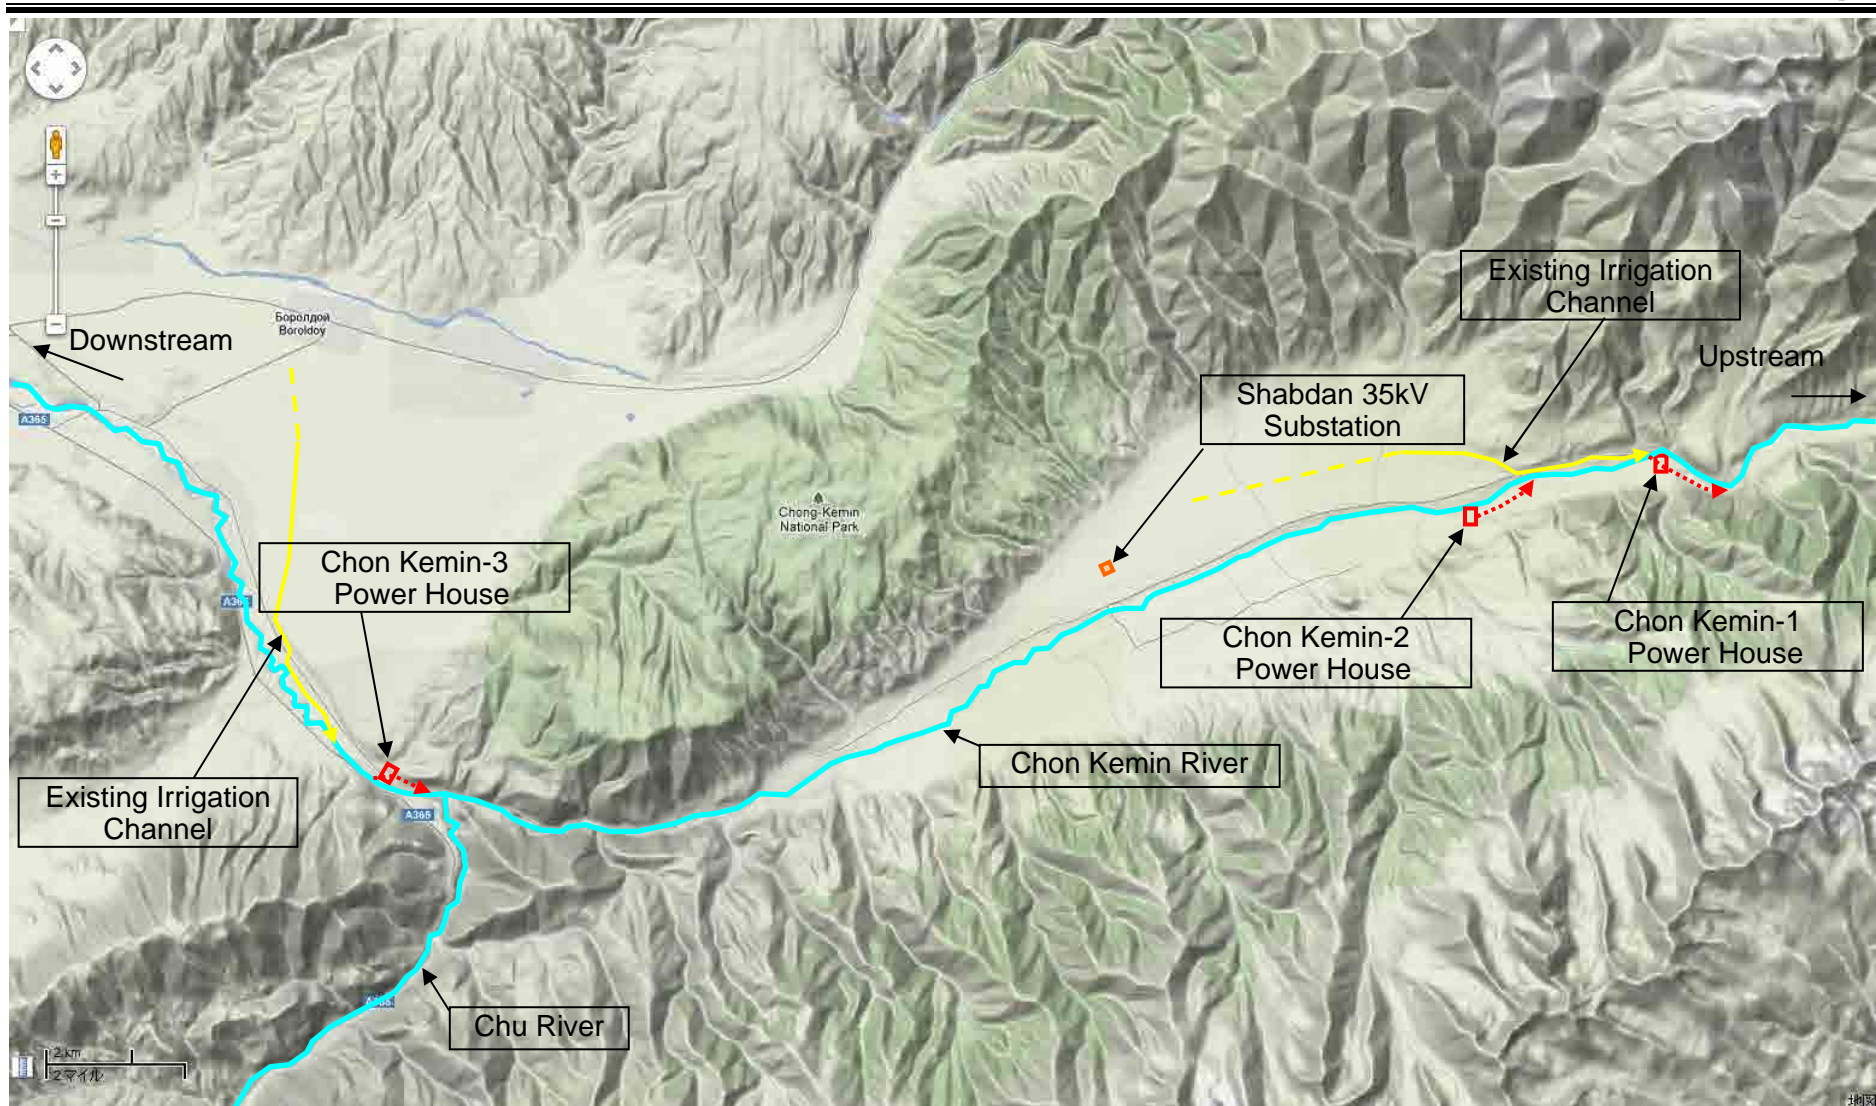 Existing Irrigation
Channel
Боролдой
Boroldoy
Downstream
Upstream
Shabdan 35kV
Substation
A365
Chong-Kemin
National Park
Chon Kemin-3
Power House
A365
Chon Kemin-2
Power House
Chon Kemin-1
Power House
Chon Kemin River
Existing Irrigation
Channel
A365
A365
Chu River
2 km
2 マイル